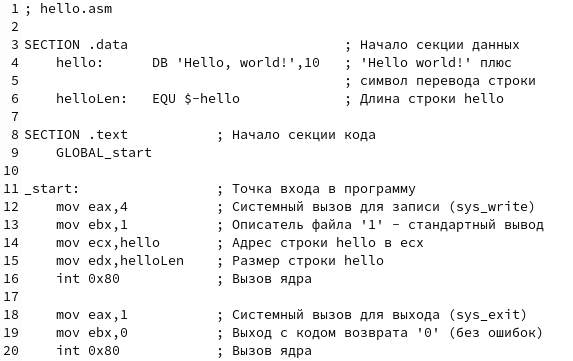 1 ; hello.asm
2
3 SECTION .data                           ; Начало секции данных
4     hello:      DB 'Hello, world!',10   ; 'Hello world!' плюс
5                                         ; символ перевода строки
6     helloLen:   EQU $-hello             ; Длина строки hello
7
8 SECTION .text           ; Начало секции кода
9     GLOBAL_start
10
11 _start:                 ; Точка входа в программу
12     mov eax,4           ; Системный вызов для записи (sys_write)
13     mov ebx,1           ; Описатель файла '1' - стандартный вывод
14     mov ecx,hello       ; Адрес строки hello в ecx
15     mov edx,helloLen    ; Размер строки hello
16     int 0x80            ; Вызов ядра
17
18     mov eax,1           ; Системный вызов для выхода (sys_exit)
19     mov ebx,0           ; Выход с кодом возврата '0' (без ошибок)
20     int 0x80            ; Вызов ядра